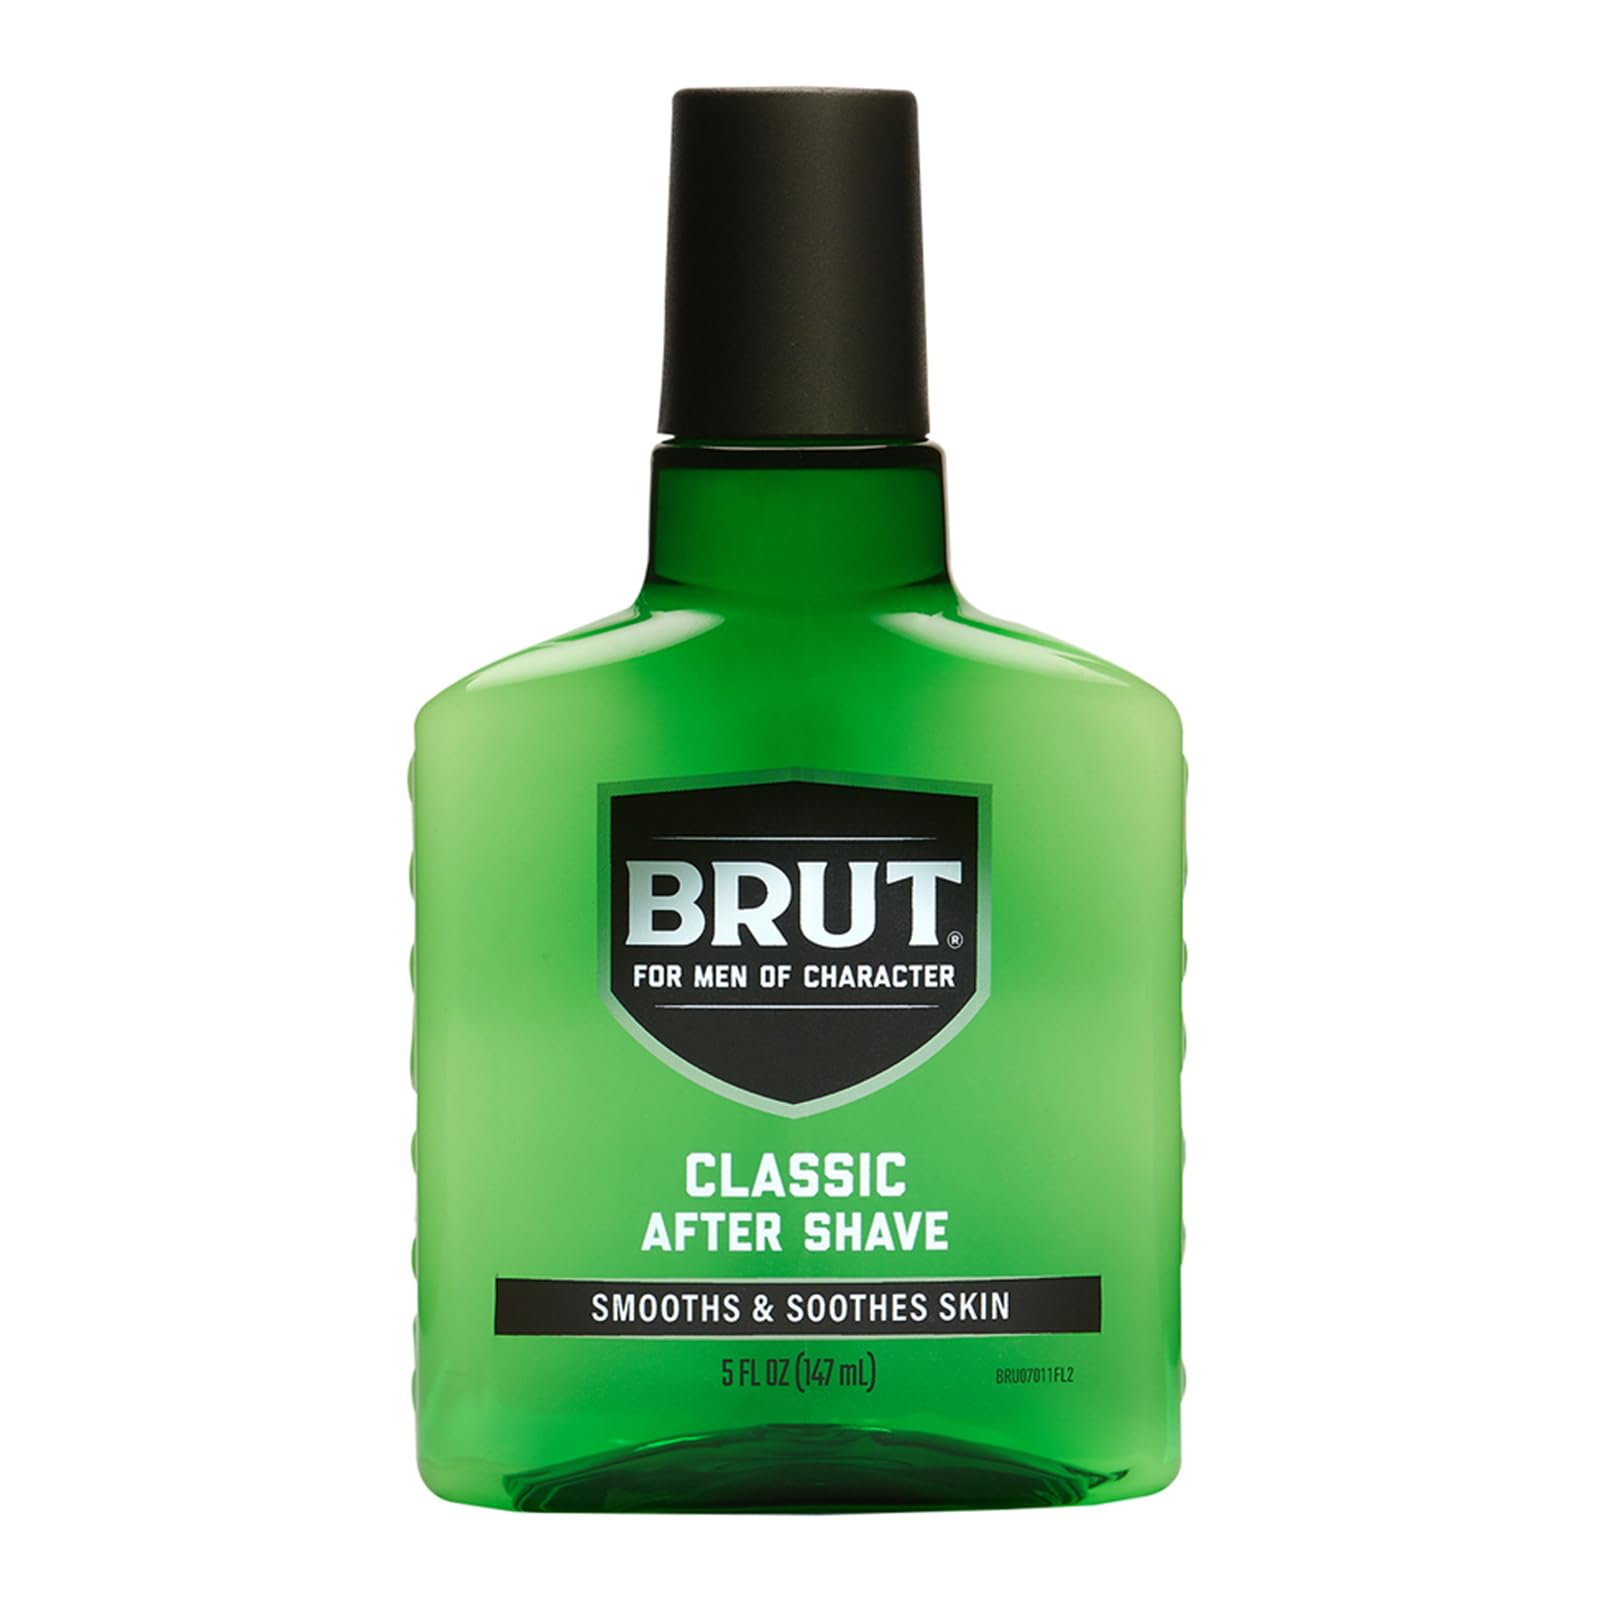 BRUT®
FOR MEN OF CHARACTER
CLASSIC
AFTER SHAVE
SMOOTHS & SOOTHES SKIN
5 FL OZ (147 mL)
BRU07011FL2